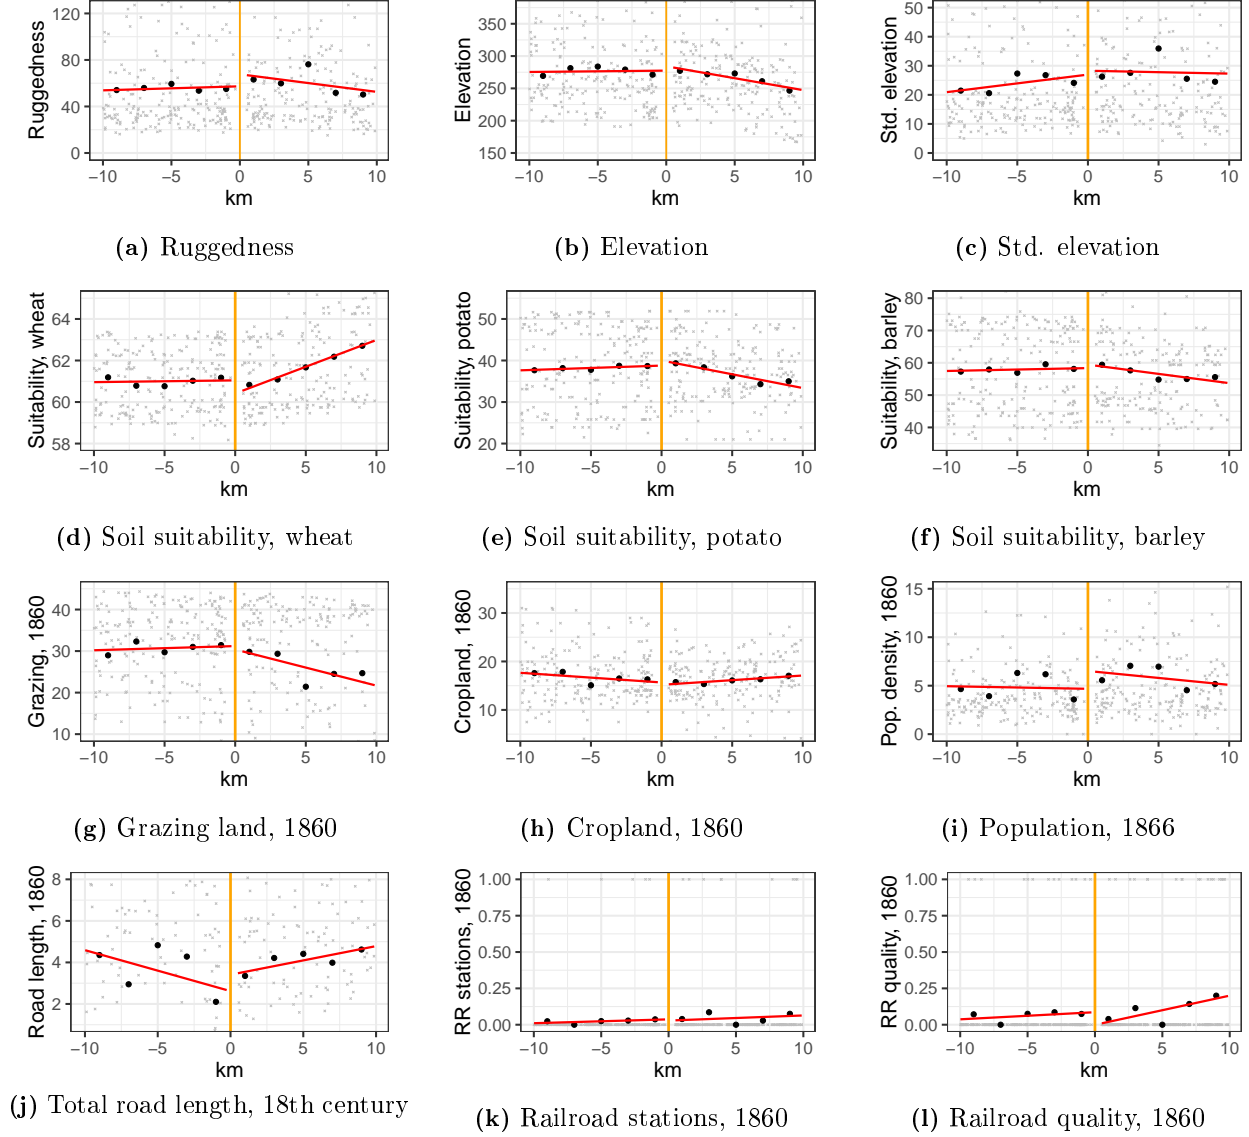 Ruggedness
120
80
40
0
−10 −5 0 5 10
km
(a) Ruggedness
Elevation
350
300
250
200
150
−10 −5 0 5 10
km
(b) Elevation
Std. elevation
50
40
30
20
10
0
−10 −5 0 5 10
km
(c) Std. elevation
Suitability, wheat
64
62
60
58
−10 −5 0 5 10
km
(d) Soil suitability, wheat
Suitability, potato
50
40
30
20
−10 −5 0 5 10
km
(e) Soil suitability, potato
Suitability, barley
80
70
60
50
40
−10 −5 0 5 10
km
(f) Soil suitability, barley
Grazing, 1860
40
30
20
10
−10 −5 0 5 10
km
(g) Grazing land, 1860
Cropland, 1860
30
20
10
−10 −5 0 5 10
km
(h) Cropland, 1860
Pop. density, 1860
15
10
5
0
−10 −5 0 5 10
km
(i) Population, 1866
Road length, 1860
8
6
4
2
−10 −5 0 5 10
km
(j) Total road length, 18th century
RR stations, 1860
1.00
0.75
0.50
0.25
0.00
−10 −5 0 5 10
km
(k) Railroad stations, 1860
RR quality, 1860
1.00
0.75
0.50
0.25
0.00
−10 −5 0 5 10
km
(l) Railroad quality, 1860